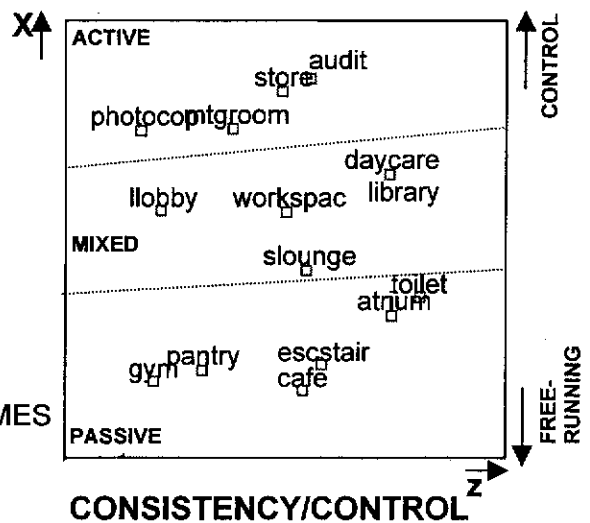 X
ACTIVE
CONTROL
audit
store
photocop
mtgroom
daycare
library
llobby
workspac
MIXED
slounge
toilet
atrium
pantry
escstair
gym
cafe
MES
PASSIVE
FREE-
RUNNING
z
CONSISTENCY/CONTROL